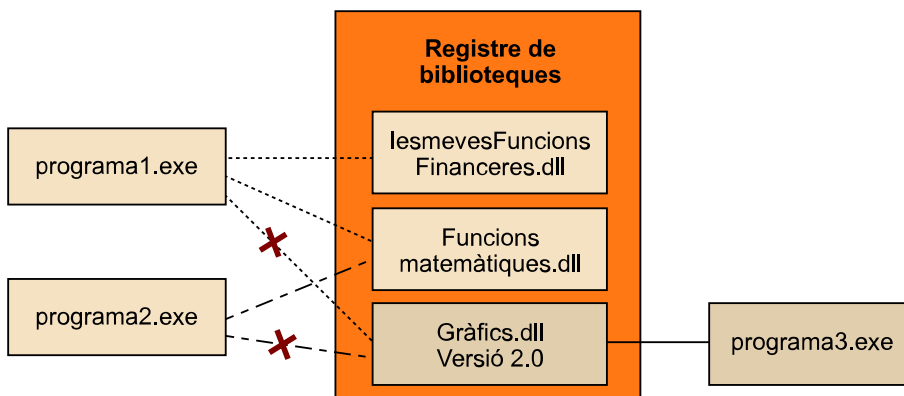 Registre de
biblioteques
lesmevesFuncions
Financeres.dll
programa1.exe
Funcions
matemàtiques.dll
programa2.exe
Gràfics.dll
Versió 2.0
programa3.exe